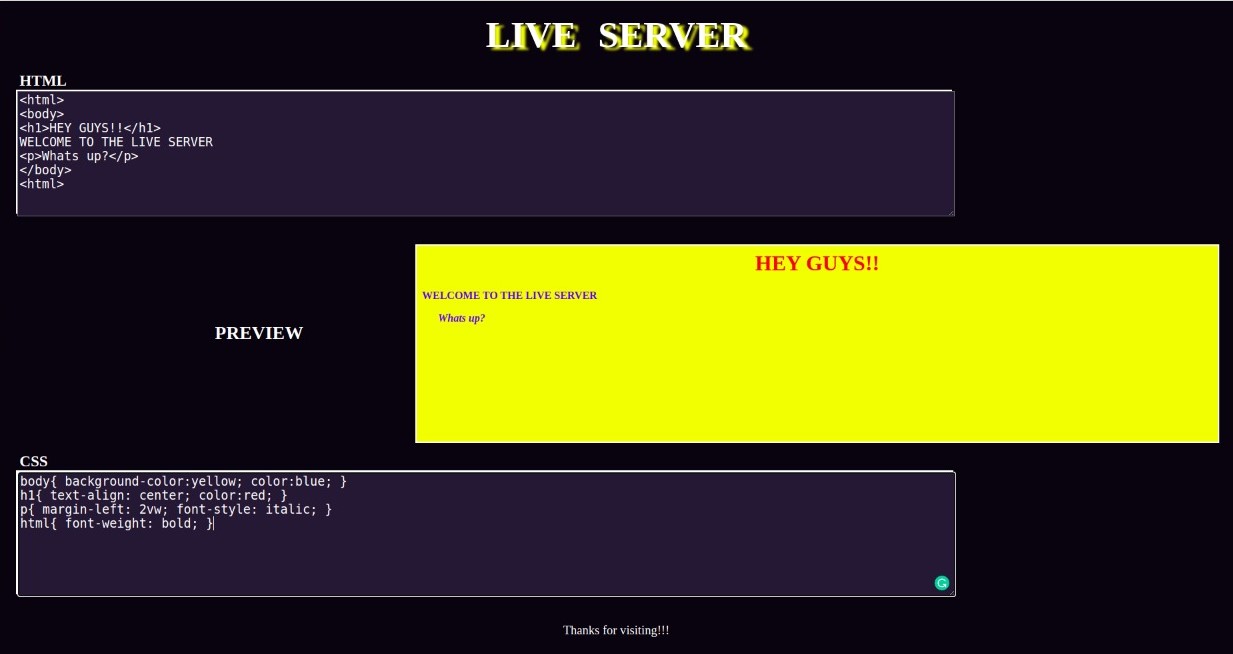 LIVE SERVER
HTML
<html>
<body>
<h1>HEY GUYS!!</h1>
WELCOME TO THE LIVE SERVER
<p>Whats up?</p>
</body>
<html>
HEY GUYS!!
WELCOME TO THE LIVE SERVER
Whats up?
PREVIEW
CSS
body{ background-color:yellow; color:blue; }
h1{ text-align: center; color:red; }
p{ margin-left: 2vw; font-style: italic; }
html{ font-weight: bold; }
Thanks for visiting!!!